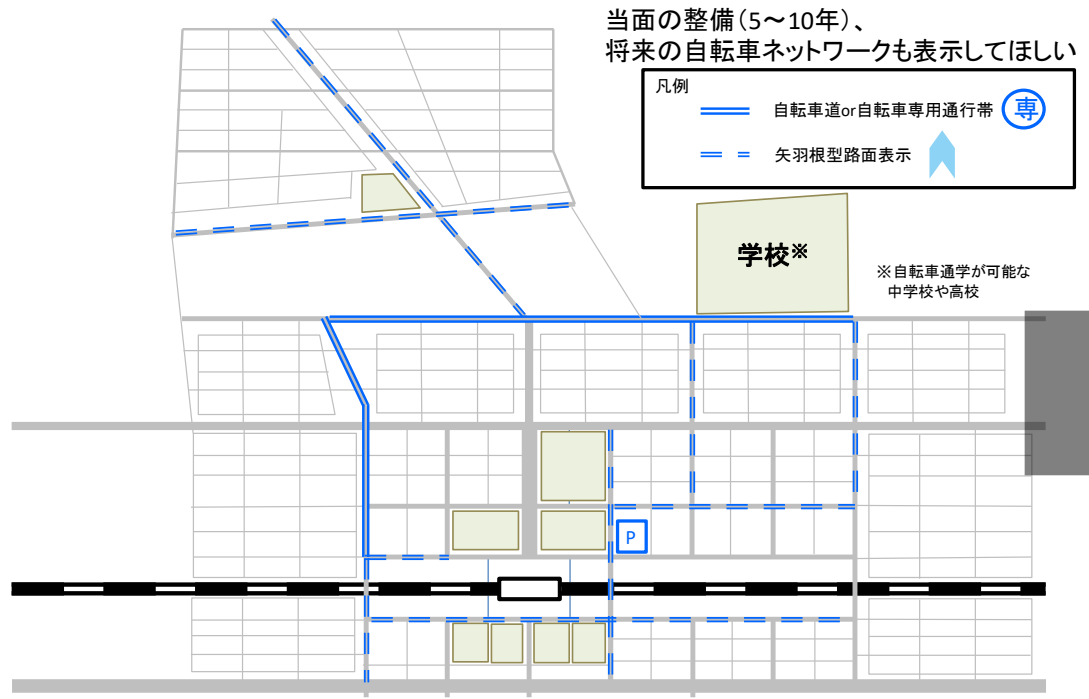 当面の整備(5～10年)、
将来の自転車ネットワークも表示してほしい
凡例
自転車道or自転車専用通行帯 専
矢羽根型路面表示
学校※
※自転車通学が可能な
中学校や高校
P